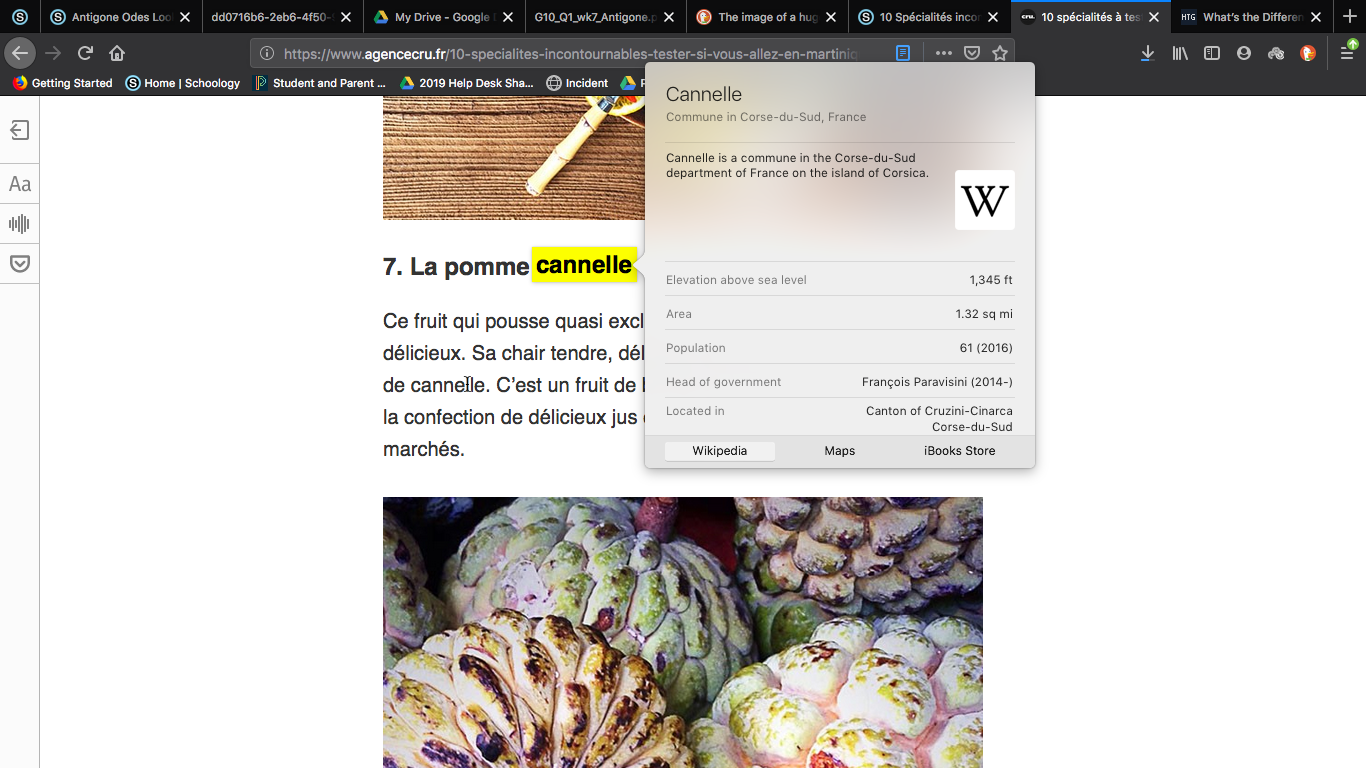 Antigone Odes Loo
dd0716b6-2eb6-4f50-
My Drive - Google
G10_Q1_wk7_Antigone.p
The image of a hug
10 Spécialités incon
10 spécialités à tes
What's the Differen
https://www.agencecru.fr/10-specialites-incontournables-tester-si-vous-allez-en-martiniq
Getting Started
Home | Schoology
Student and Parent ...
2019 Help Desk Sha...
Incident
Aa
7. La pomme cannelle
Ce fruit qui pousse quasi excl
délicieux. Sa chair tendre, dél
de cannelle. C'est un fruit de
la confection de délicieux jus
marchés.
Cannelle
Commune in Corse-du-Sud, France
Cannelle is a commune in the Corse-du-Sud
department of France on the island of Corsica.
W
Elevation above sea level 1,345 ft
Area 1.32 sq mi
Population 61 (2016)
Head of government François Paravisini (2014-)
Located in Canton of Cruzini-Cinarca
Corse-du-Sud
Wikipedia Maps iBooks Store